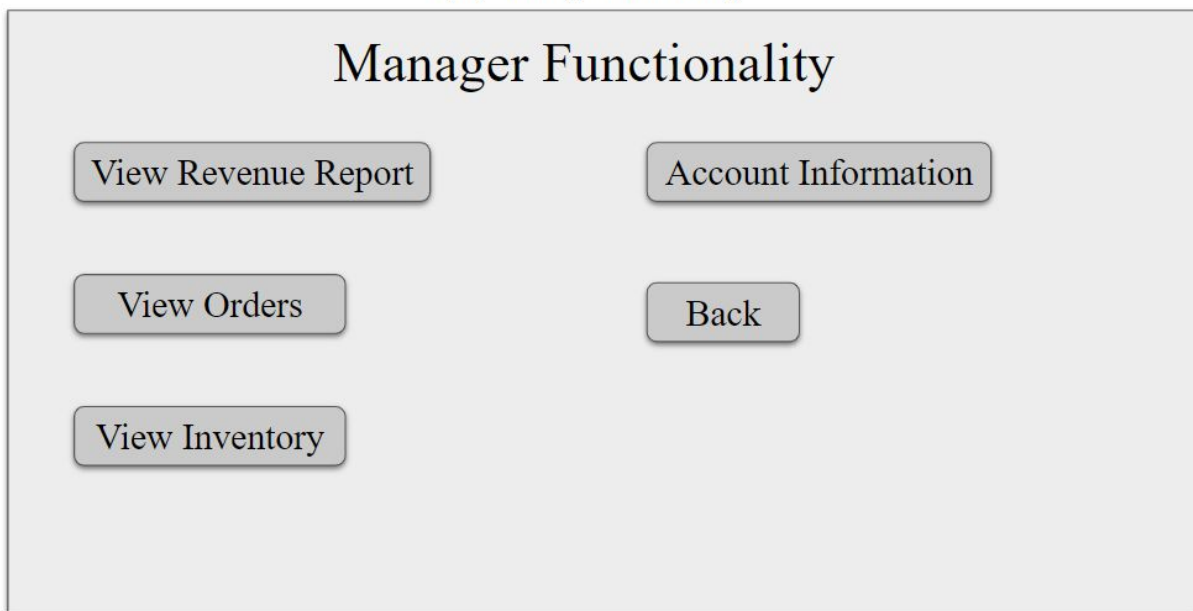 Manager Functionality
View Revenue Report
Account Information
View Orders
Back
View Inventory